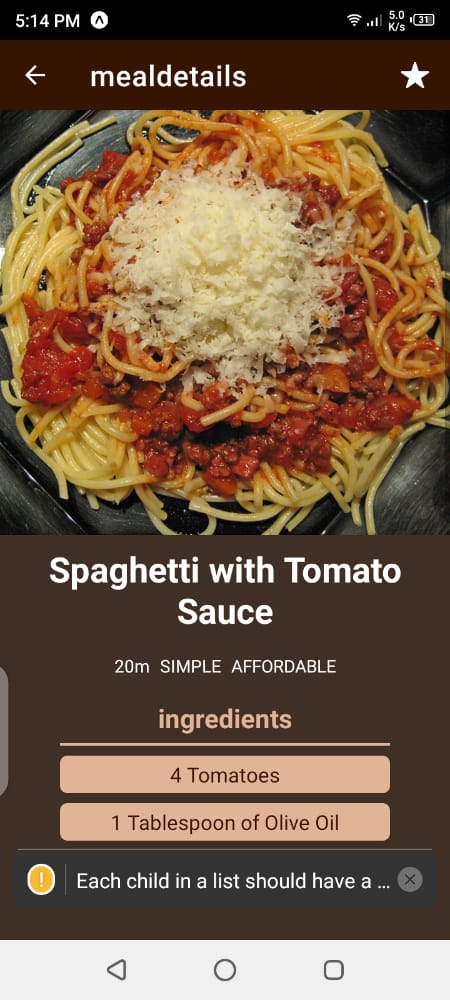 5:14 PM
5.0
K/s
31
mealdetails
Spaghetti with Tomato
Sauce
20m SIMPLE AFFORDABLE
ingredients
4 Tomatoes
1 Tablespoon of Olive Oil
! Each child in a list should have a ...